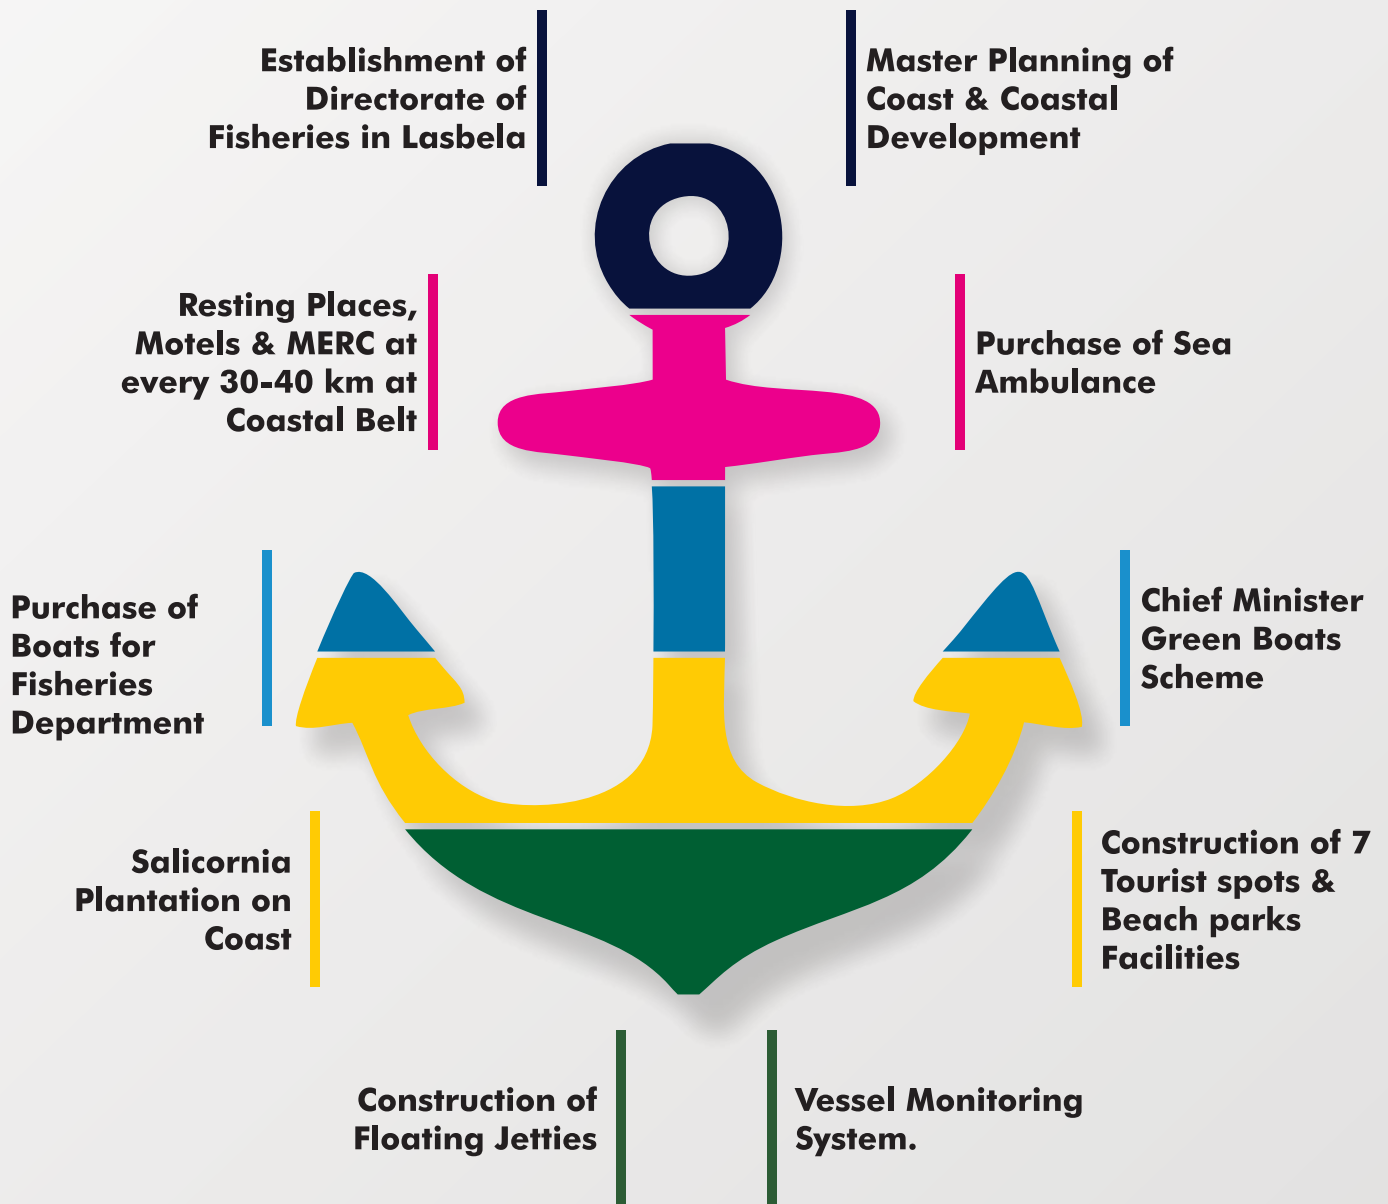 Establishment of
Directorate of
Fisheries in Lasbela
Master Planning of
Coast & Coastal
Development
Resting Places,
Motels & MERC at
every 30-40 km at
Coastal Belt
Purchase of Sea
Ambulance
Purchase of
Boats for
Fisheries
Department
Chief Minister
Green Boats
Scheme
Salicornia
Plantation on
Coast
Construction of 7
Tourist spots &
Beach parks
Facilities
Construction of
Floating Jetties
Vessel Monitoring
System.